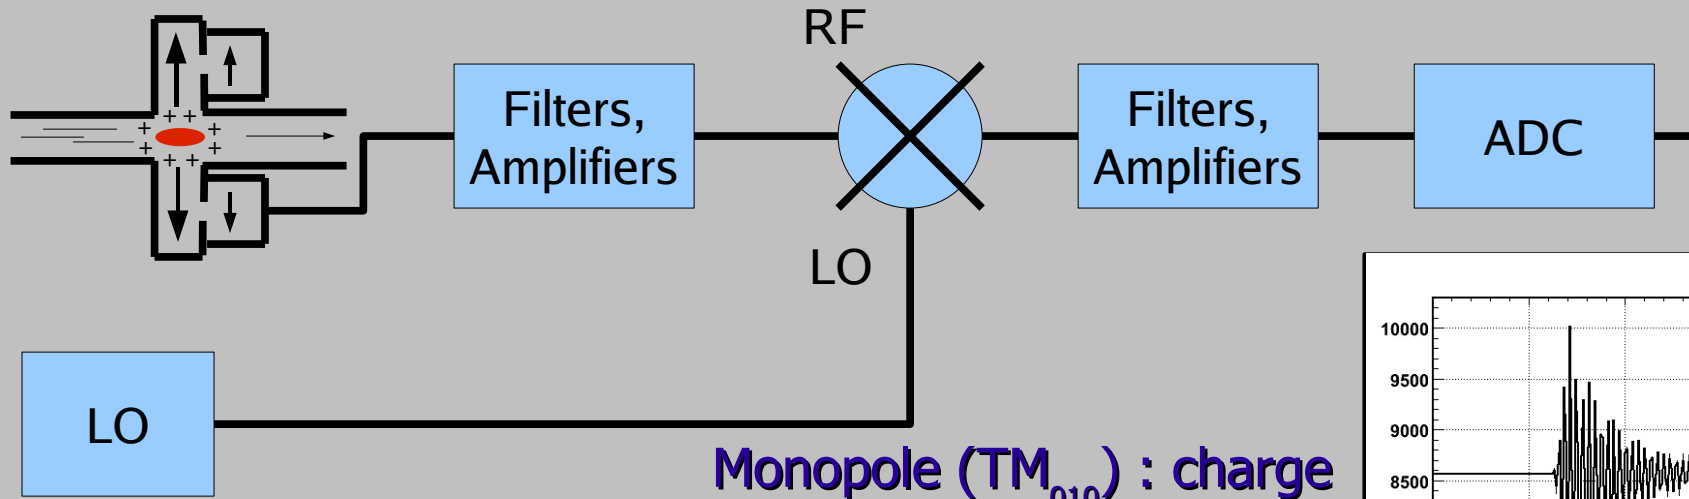 RF
Filters,
Amplifiers
Filters,
Amplifiers
ADC
LO
LO
Monopole (TM010) : charge
10000
9500
9000
8500